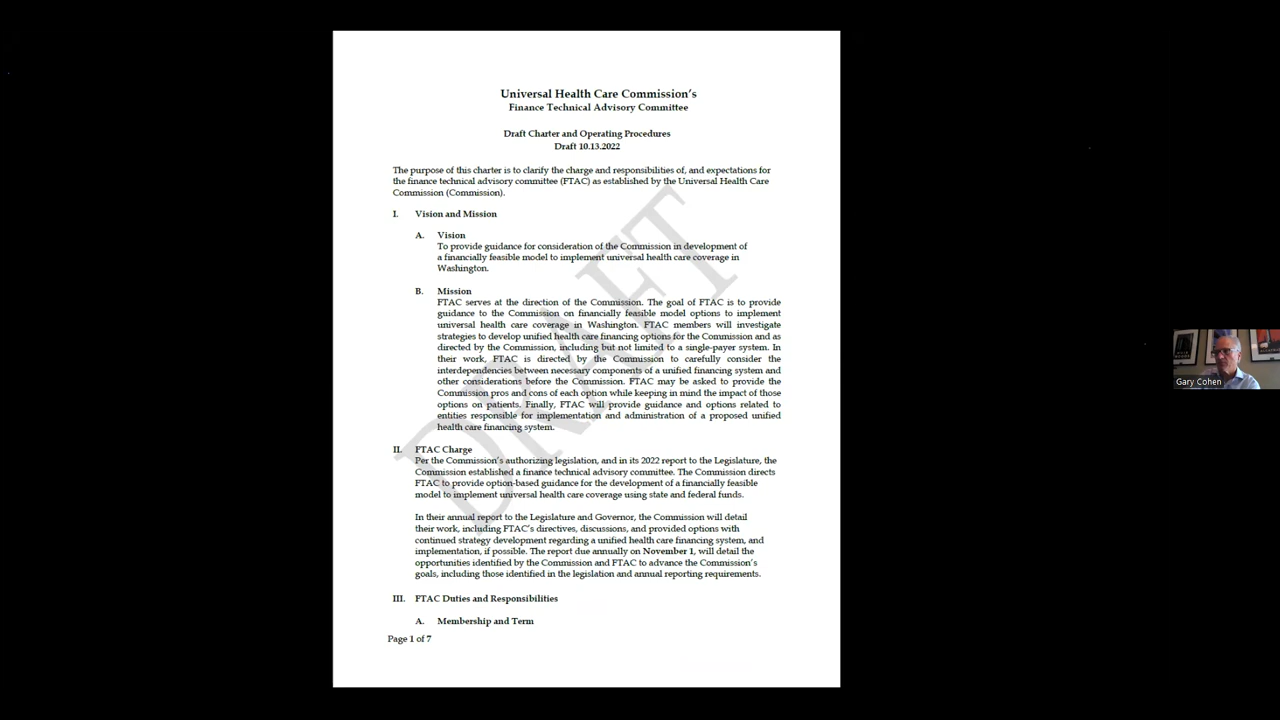 Universal Health Care Commission's
Finance Technical Advisory Committee
Draft Charter and Operating Procedures
Draft 10.13.2022
The purpose of this charter is to clarify the charge and responsibilities of, and expectations for
the finance technical advisory committee (FTAC) as established by the Universal Health Care
Commission (Commission).
I. Vision and Mission
A. Vision
To provide guidance for consideration of the Commission in development of
a financially feasible model to implement universal health care coverage in
Washington.
B. Mission
FTAC serves at the direction of the Commission. The goal of FTAC is to provide
guidance to the Commission on financially feasible model options to implement
universal health care coverage in Washington. FTAC members will investigate
strategies to develop unified health care financing options for the Commission and as
directed by the Commission, including but not limited to a single-payer system. In
their work, FTAC is directed by the Commission to carefully consider the
interdependencies between necessary components of a unified financing system and
other considerations before the Commission. FTAC may be asked to provide the
Commission pros and cons of each option while keeping in mind the impact of those
options on patients. Finally, FTAC will provide guidance and options related to
entities responsible for implementation and administration of a proposed unified
health care financing system.
II. FTAC Charge
Per the Commission's authorizing legislation, and in its 2022 report to the Legislature, the
Commission established a finance technical advisory committee. The Commission directs
FTAC to provide option-based guidance for the development of a financially feasible
model to implement universal health care coverage using state and federal funds.
In their annual report to the Legislature and Governor, the Commission will detail
their work, including FTAC's directives, discussions, and provided options with
continued strategy development regarding a unified health care financing system, and
implementation, if possible. The report due annually on November 1, will detail the
opportunities identified by the Commission and FTAC to advance the Commission's
goals, including those identified in the legislation and annual reporting requirements.
III. FTAC Duties and Responsibilities
A. Membership and Term
Page 1 of 7
DRAFT
Gary Cohen